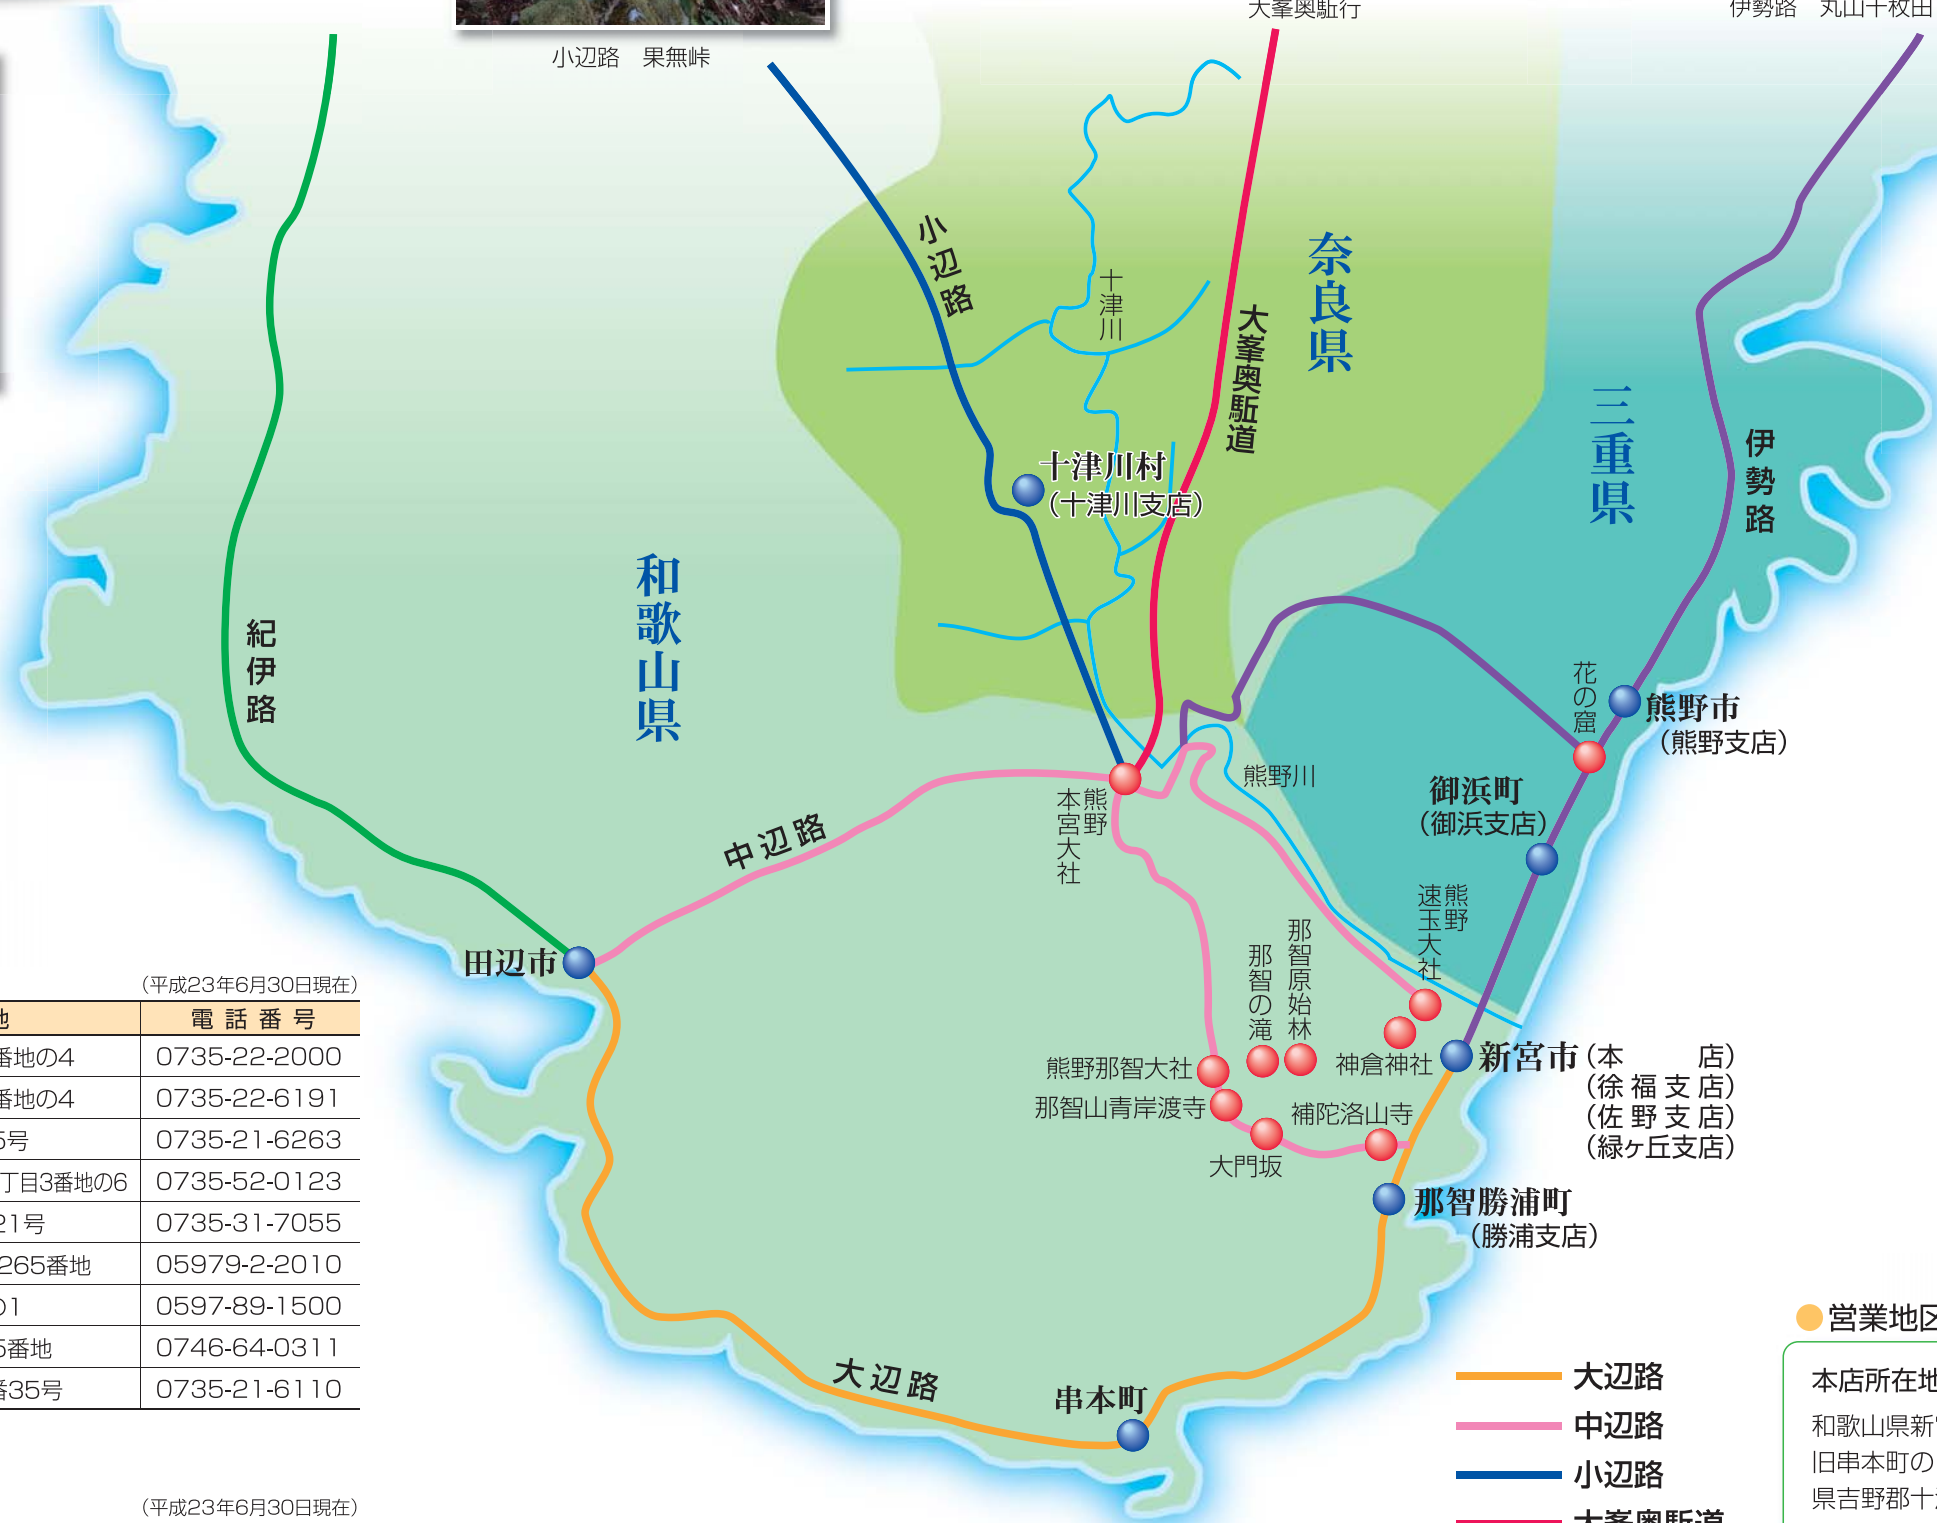 小辺路　果無峠
大峯奥駈行
伊勢路　丸山千枚田
小辺路
十津川
大峯奥駈道
奈良県
三重県
伊勢路
十津川村
（十津川支店）
和歌山県
紀伊路
花の窟
熊野市
（熊野支店）
熊野川
御浜町
（御浜支店）
熊野
本宮大社
中辺路
熊野
速玉大社
那智原始林
那智の滝
田辺市
神倉神社
新宮市
（本　　店）
（徐福支店）
（佐野支店）
（緑ヶ丘支店）
熊野那智大社
那智山青岸渡寺
補陀洛山寺
大門坂
那智勝浦町
（勝浦支店）
大辺路
串本町
（平成23年6月30日現在）
地　電話番号
番地の4　0735-22-2000
番地の4　0735-22-6191
5号　0735-21-6263
丁目3番地の6　0735-52-0123
21号　0735-31-7055
265番地　05979-2-2010
の1　0597-89-1500
5番地　0746-64-0311
番35号　0735-21-6110
（平成23年6月30日現在）
大辺路
中辺路
小辺路
大峯奥駈道
営業地区
本店所在地
和歌山県新宮
旧串本町の
県吉野郡十津